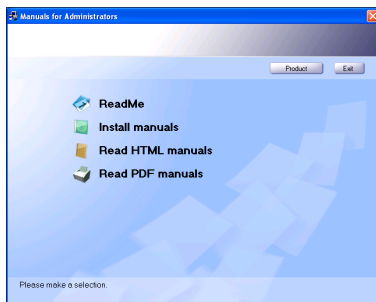 Manuals for Administrators
Product
Exit
ReadMe
Install manuals
Read HTML manuals
Read PDF manuals
Please make a selection.